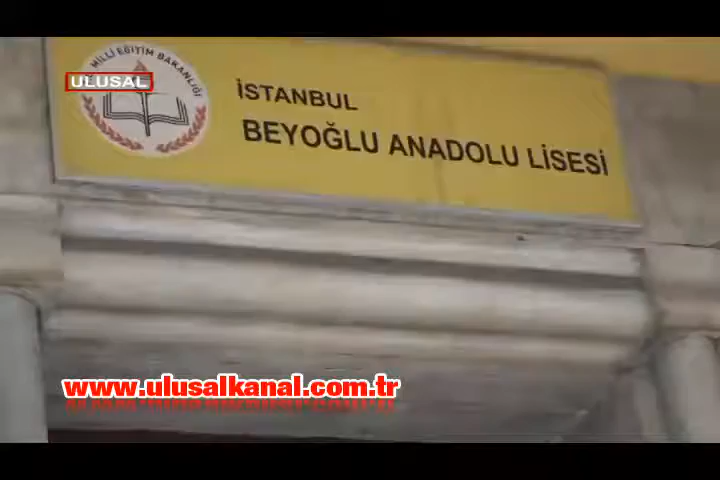 MİLLİ EĞİTİM BAKANLIĞI
ULUSAL
İSTANBUL
BEYOĞLU ANADOLU LİSESİ
www.ulusalkanal.com.tr